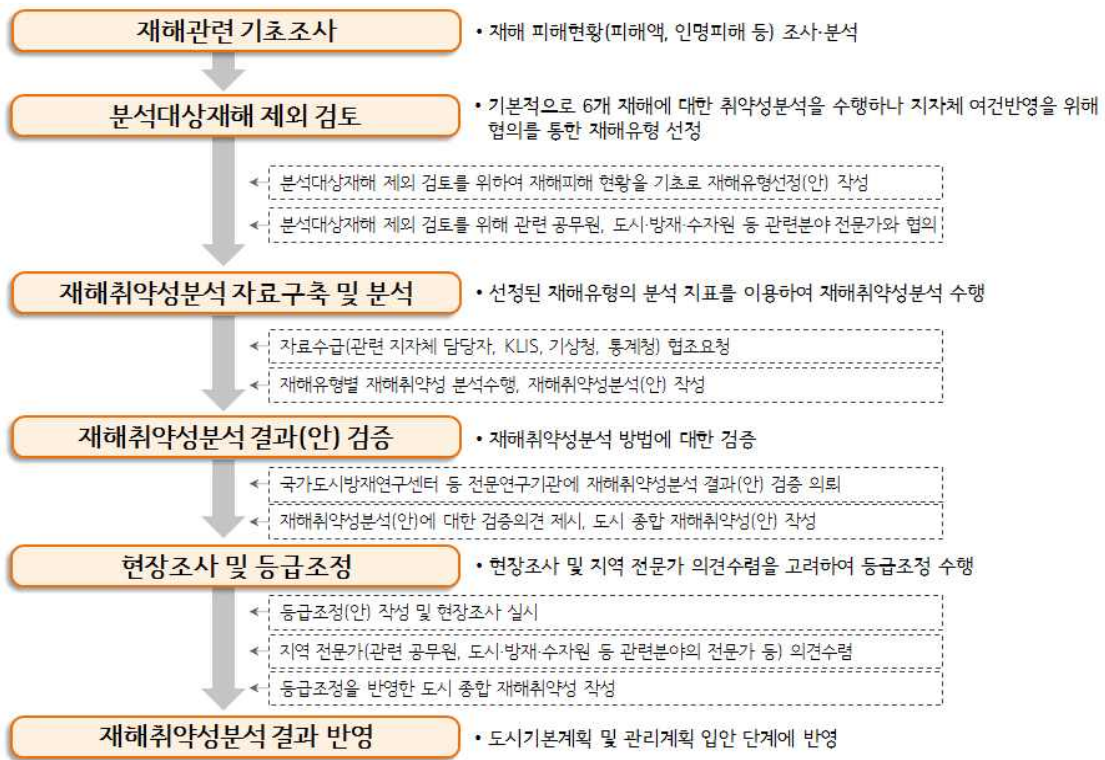 재해관련 기초조사
• 재해 피해현황(피해액, 인명피해 등) 조사·분석
분석대상재해 제외 검토
• 기본적으로 6개 재해에 대한 취약성분석을 수행하나 지자체 여건반영을 위해
협의를 통한 재해유형 선정
분석대상재해 제외 검토를 위하여 재해피해 현황을 기초로 재해유형선정(안) 작성
분석대상재해 제외 검토를 위해 관련 공무원, 도시·방재·수자원 등 관련분야 전문가와 협의
재해취약성분석 자료구축 및 분석
• 선정된 재해유형의 분석 지표를 이용하여 재해취약성분석 수행
자료수급(관련 지자체 담당자, KLIS, 기상청, 통계청) 협조요청
재해유형별 재해취약성 분석수행, 재해취약성분석(안) 작성
재해취약성분석 결과(안) 검증
• 재해취약성분석 방법에 대한 검증
국가도시방재연구센터 등 전문연구기관에 재해취약성분석 결과(안) 검증 의뢰
재해취약성분석(안)에 대한 검증의견 제시, 도시 종합 재해취약성(안) 작성
현장조사 및 등급조정
• 현장조사 및 지역 전문가 의견수렴을 고려하여 등급조정 수행
등급조정(안) 작성 및 현장조사 실시
지역 전문가(관련 공무원, 도시·방재·수자원 등 관련분야의 전문가 등) 의견수렴
등급조정을 반영한 도시 종합 재해취약성 작성
재해취약성분석 결과 반영
• 도시기본계획 및 관리계획 입안 단계에 반영